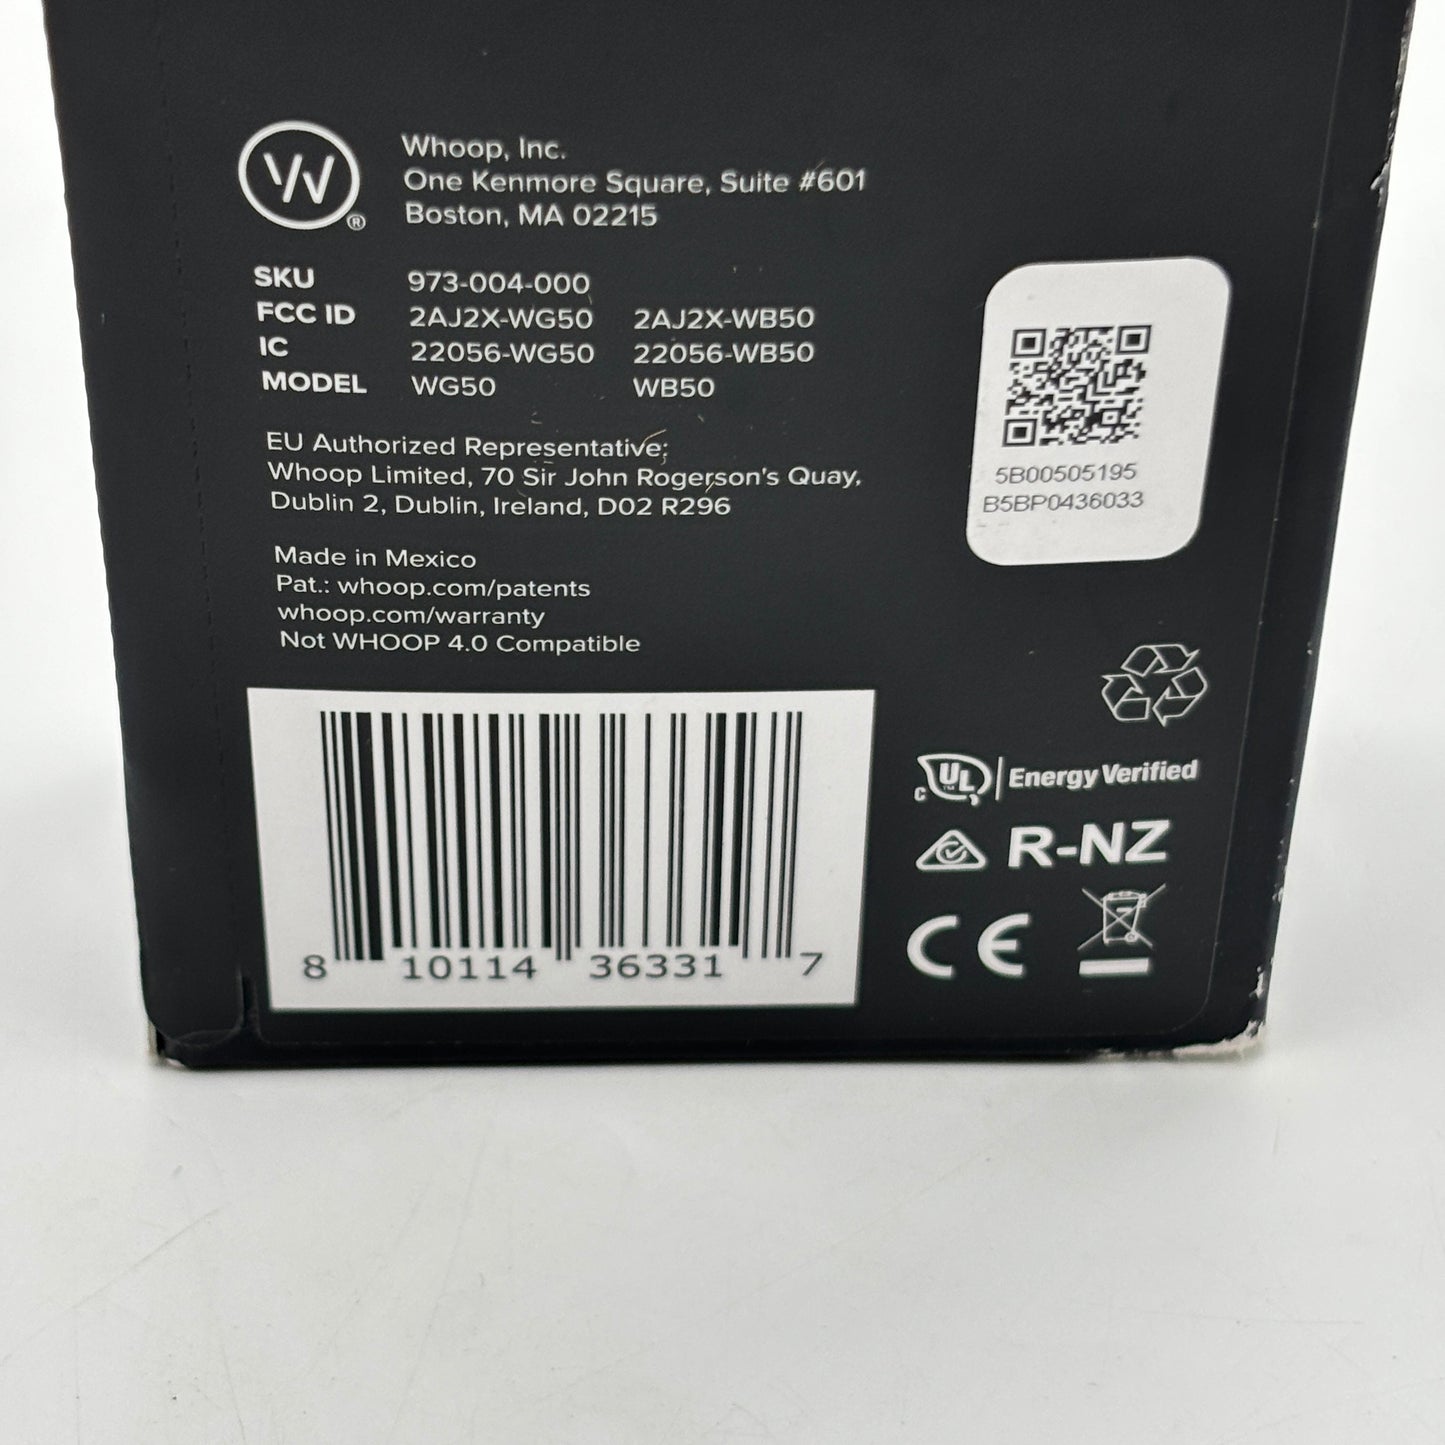 W®
Whoop, Inc.
One Kenmore Square, Suite #601
Boston, MA 02215
SKU 973-004-000
FCC ID 2AJ2X-WG50 2AJ2X-WB50
IC 22056-WG50 22056-WB50
MODEL WG50 WB50
EU Authorized Representative:
Whoop Limited, 70 Sir John Rogerson's Quay,
Dublin 2, Dublin, Ireland, D02 R296
Made in Mexico
Pat.: whoop.com/patents
whoop.com/warranty
Not WHOOP 4.0 Compatible
5B00505195
B5BP0436033
8 10114 36331 7
c UL™ Energy Verified
R-NZ
CE